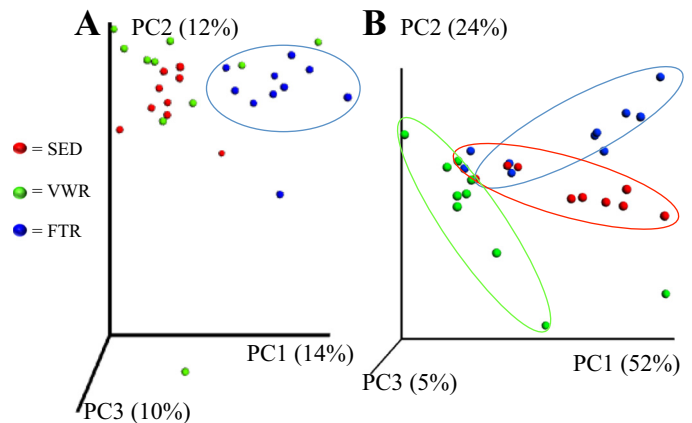 A
PC2 (12%)
= SED
= VWR
= FTR
PC1 (14%)
PC3 (10%)
B
PC2 (24%)
PC1 (52%)
PC3 (5%)